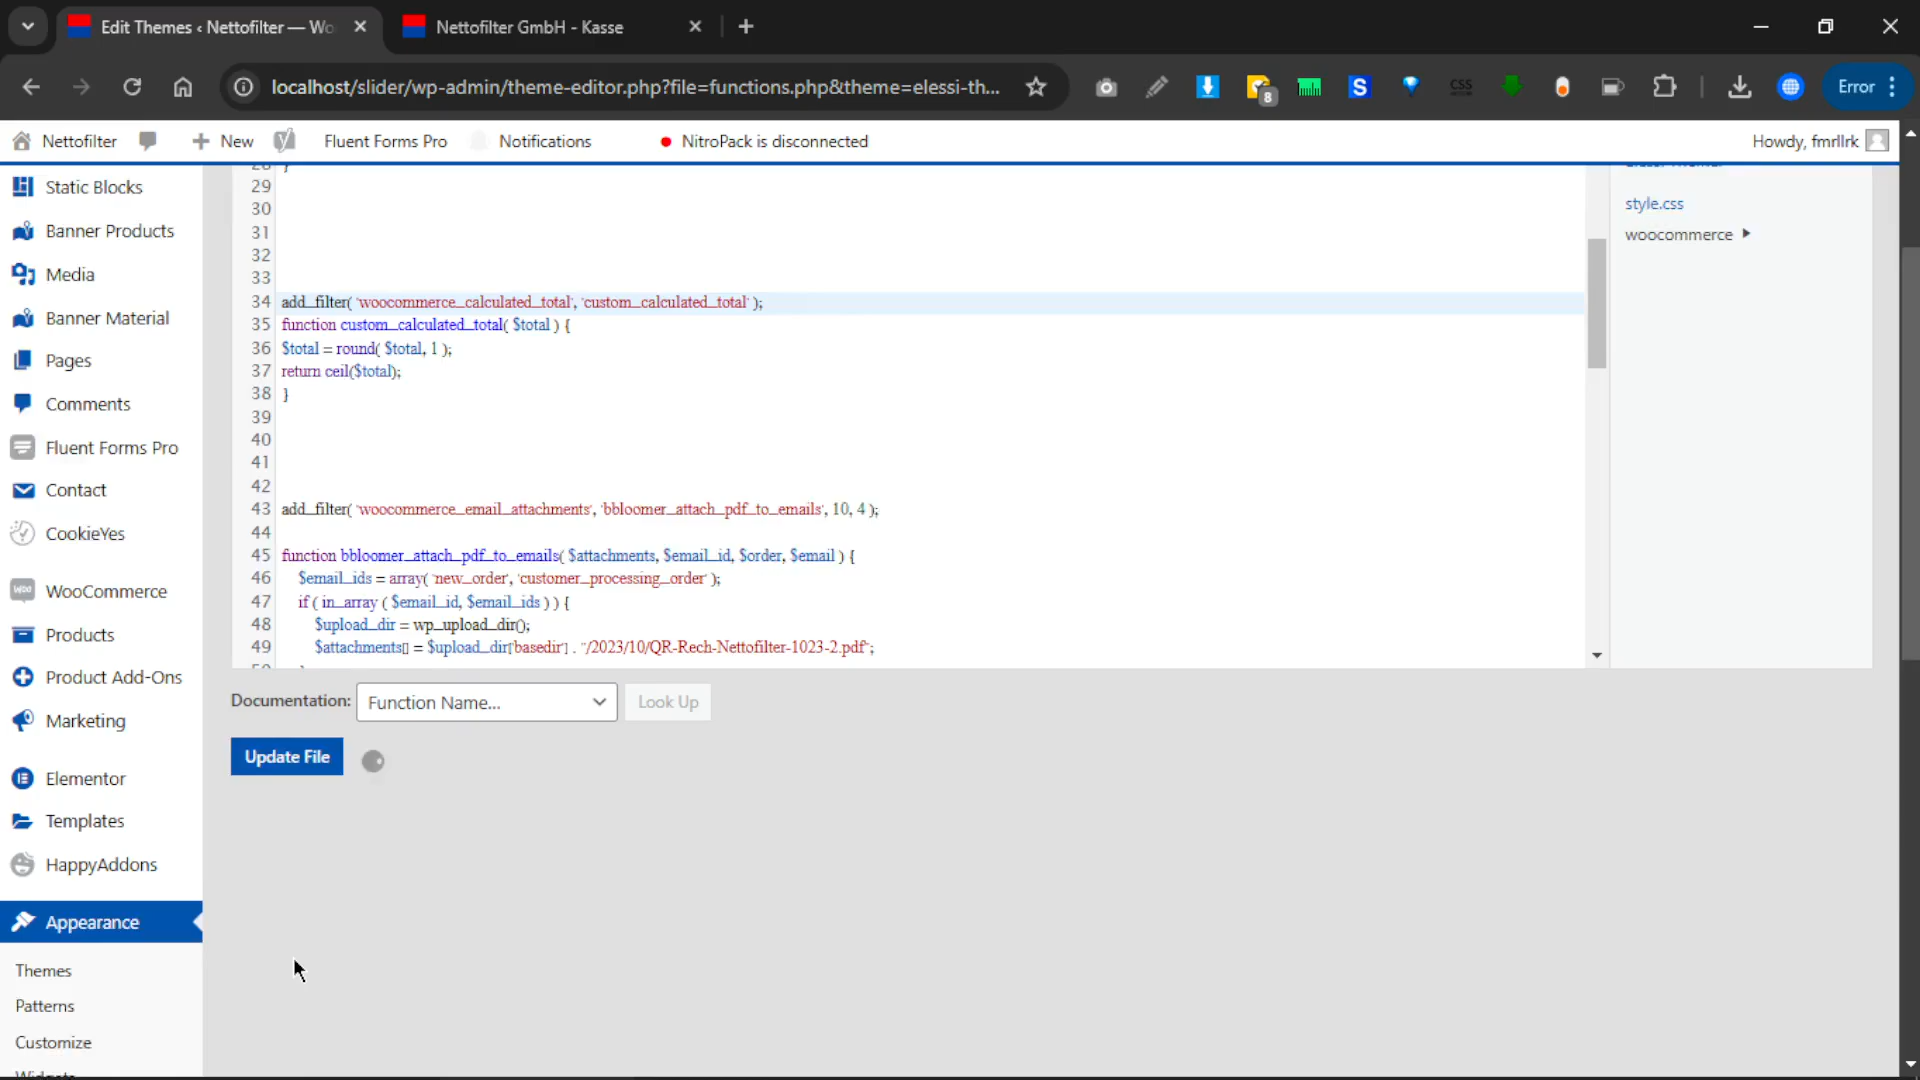 Edit Themes ‹ Nettofilter — Wo
Nettofilter GmbH - Kasse
localhost/slider/wp-admin/theme-editor.php?file=functions.php&theme=elessi-th...
8
S
CSS
Error
Nettofilter
New
Fluent Forms Pro
Notifications
NitroPack is disconnected
Howdy, fmrllrk
Static Blocks
Banner Products
Media
Banner Material
Pages
Comments
Fluent Forms Pro
Contact
CookieYes
WooCommerce
Products
Product Add-Ons
Marketing
Elementor
Templates
HappyAddons
Appearance
Themes
Patterns
Customize
Widgets
28 }
29
30
31
32
33
34 add_filter( 'woocommerce_calculated_total', 'custom_calculated_total' );
35 function custom_calculated_total( $total ) {
36 $total = round( $total, 1 );
37 return ceil($total);
38 }
39
40
41
42
43 add_filter( 'woocommerce_email_attachments', 'bbloomer_attach_pdf_to_emails', 10, 4 );
44
45 function bbloomer_attach_pdf_to_emails( $attachments, $email_id, $order, $email ) {
46 $email_ids = array( 'new_order', 'customer_processing_order' );
47 if ( in_array ( $email_id, $email_ids ) ) {
48 $upload_dir = wp_upload_dir();
49 $attachments[] = $upload_dir['basedir'] . "/2023/10/QR-Rech-Nettofilter-1023-2.pdf";
50 }
style.css
woocommerce
Documentation:
Function Name...
Look Up
Update File